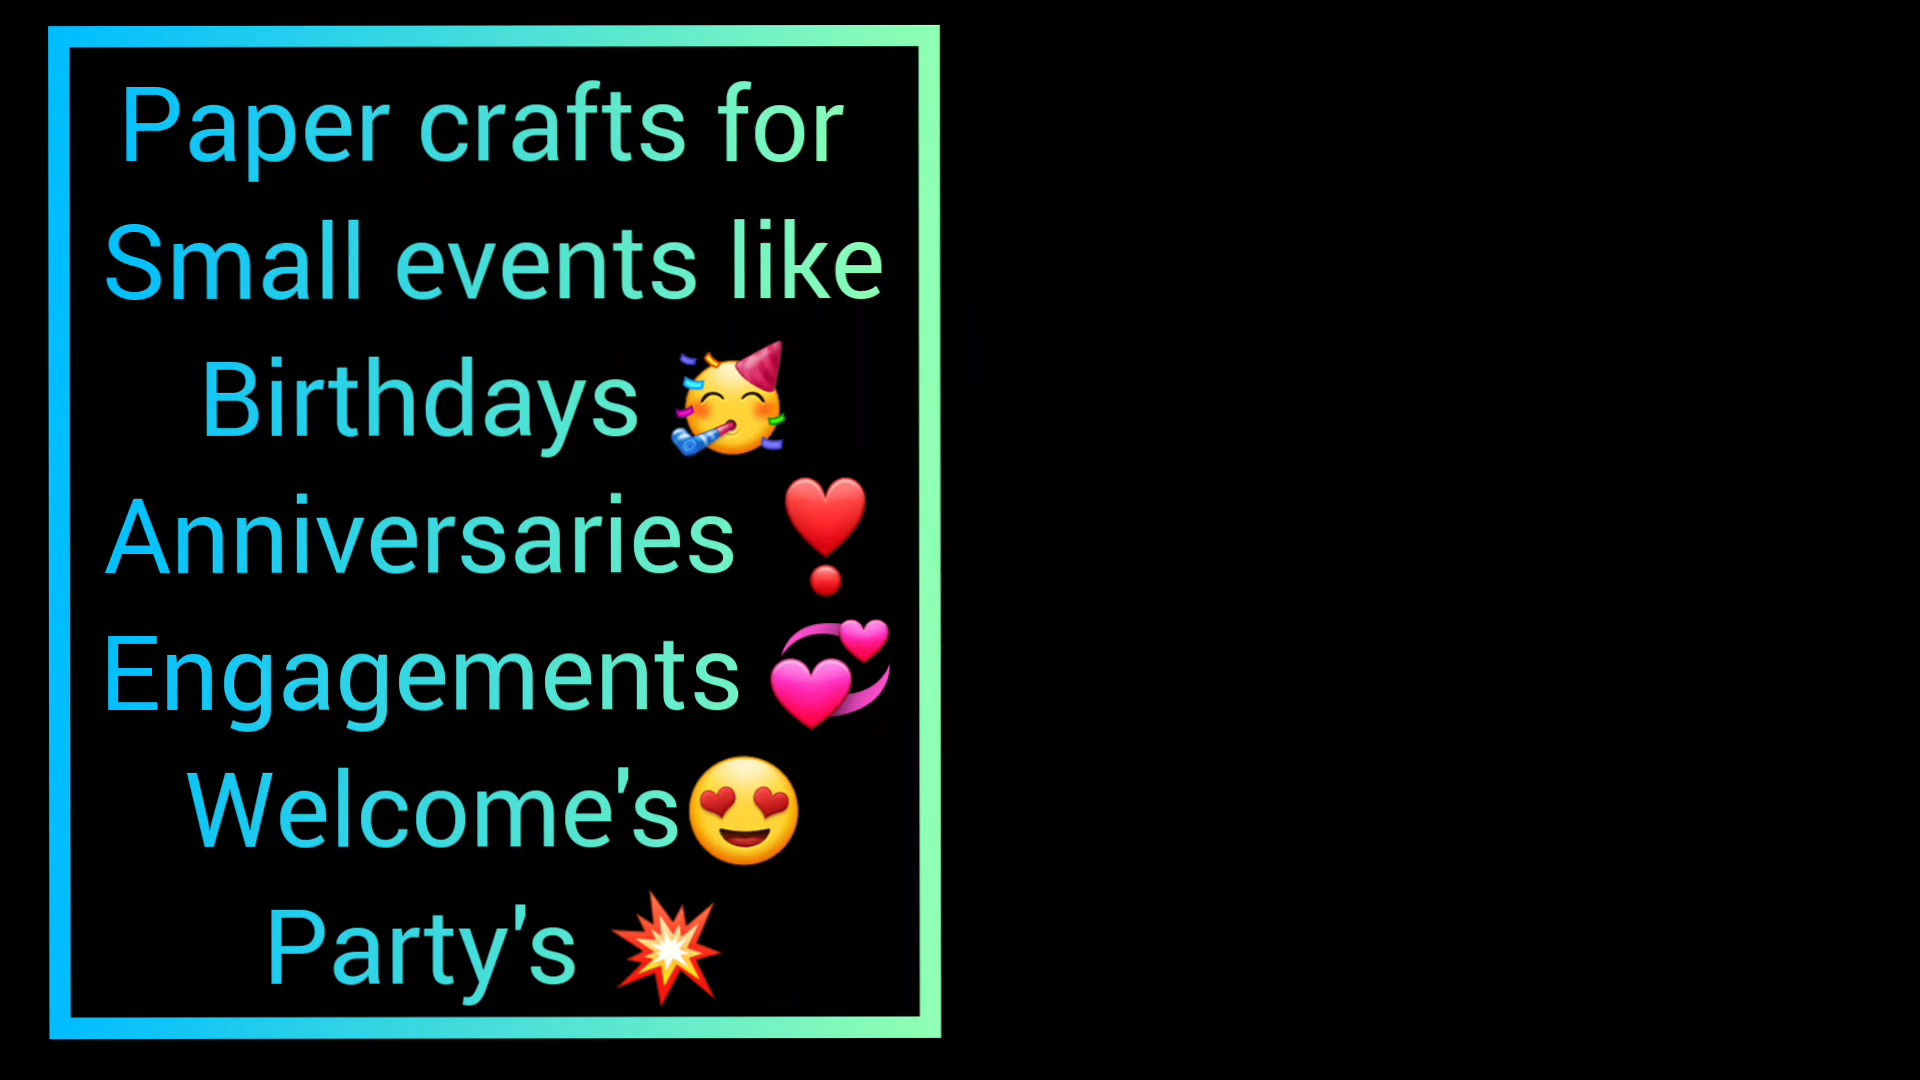 Paper crafts for
Small events like
Birthdays 🥳
Anniversaries ❣️
Engagements 💞
Welcome's😍
Party's 💥